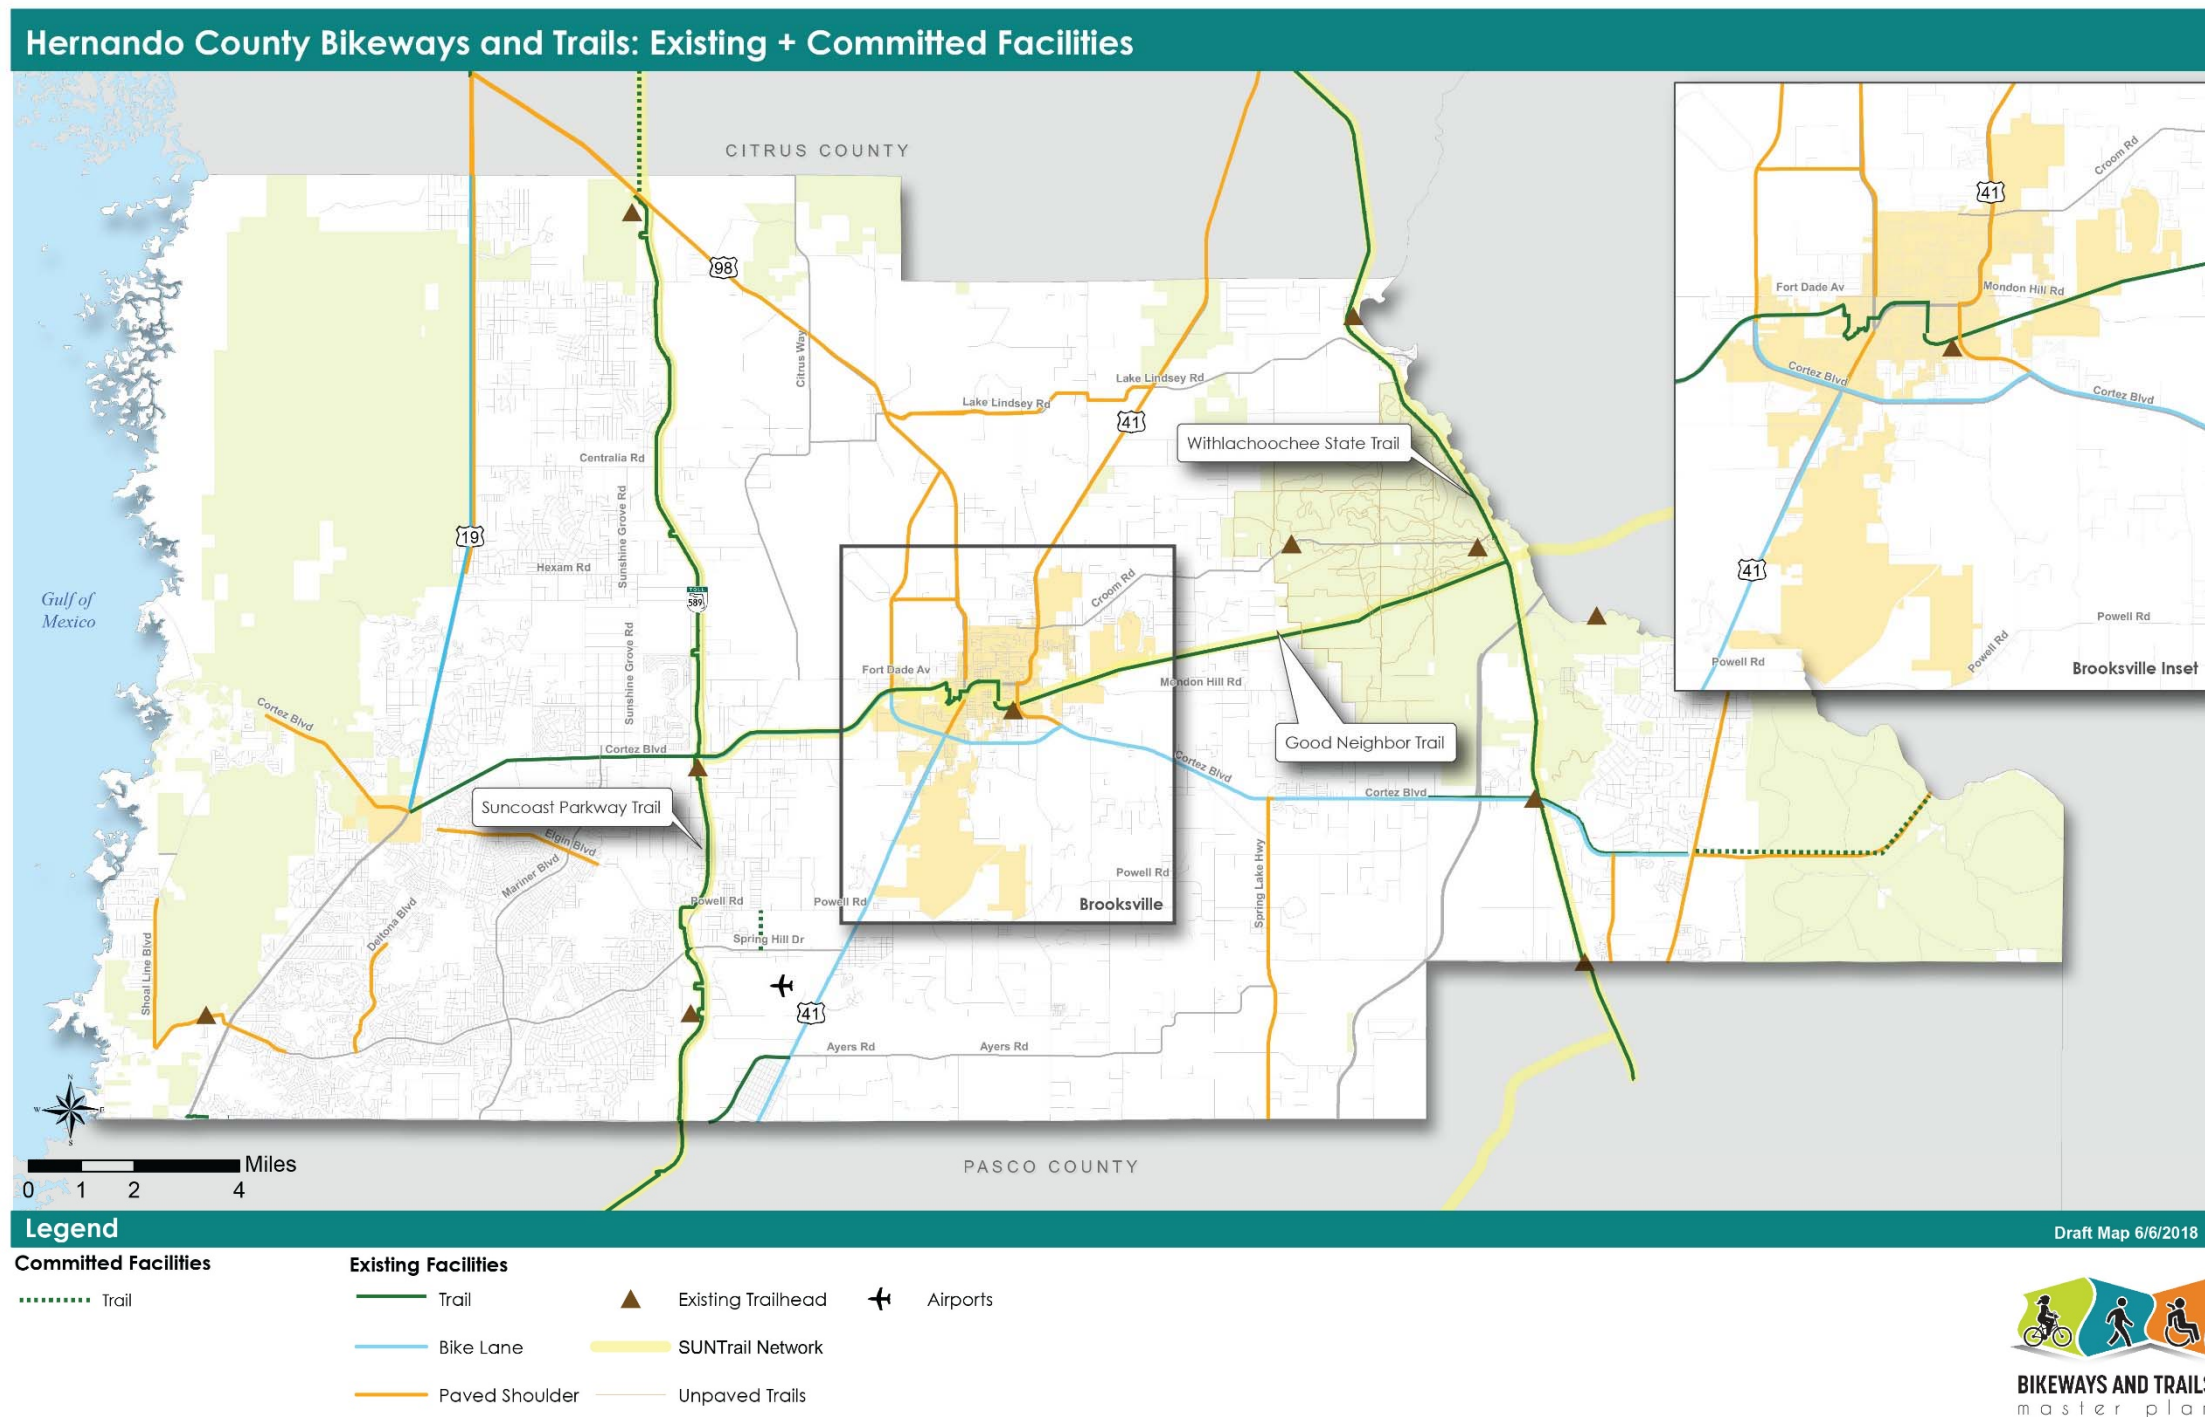 Hernando County Bikeways and Trails: Existing + Committed Facilities
CITRUS COUNTY
98
Citrus Way
Lake Lindsey Rd
Lake Lindsey Rd
41
Withlachoochee State Trail
Centralia Rd
Sunshine Grove Rd
19
Hexam Rd
Gulf of
Mexico
TOLL
589
Sunshine Grove Rd
Croom Rd
Fort Dade Av
Mondon Hill Rd
Good Neighbor Trail
Cortez Blvd
Cortez Blvd
Cortez Blvd
Cortez Blvd
Suncoast Parkway Trail
Elgin Blvd
Mariner Blvd
Deltona Blvd
Shoal Line Blvd
Powell Rd
Powell Rd
Powell Rd
Brooksville
Spring Lake Hwy
Spring Hill Dr
41
Ayers Rd
Ayers Rd
N
W
E
S
Miles
0 1 2 4
PASCO COUNTY
Croom Rd
41
Fort Dade Av
Mondon Hill Rd
Cortez Blvd
Cortez Blvd
41
Powell Rd
Powell Rd
Powell Rd
Brooksville Inset
Legend
Draft Map 6/6/2018
Committed Facilities
Trail
Existing Facilities
Trail
Existing Trailhead
Airports
Bike Lane
SUNTrail Network
Paved Shoulder
Unpaved Trails
BIKEWAYS AND TRAILS
master plan